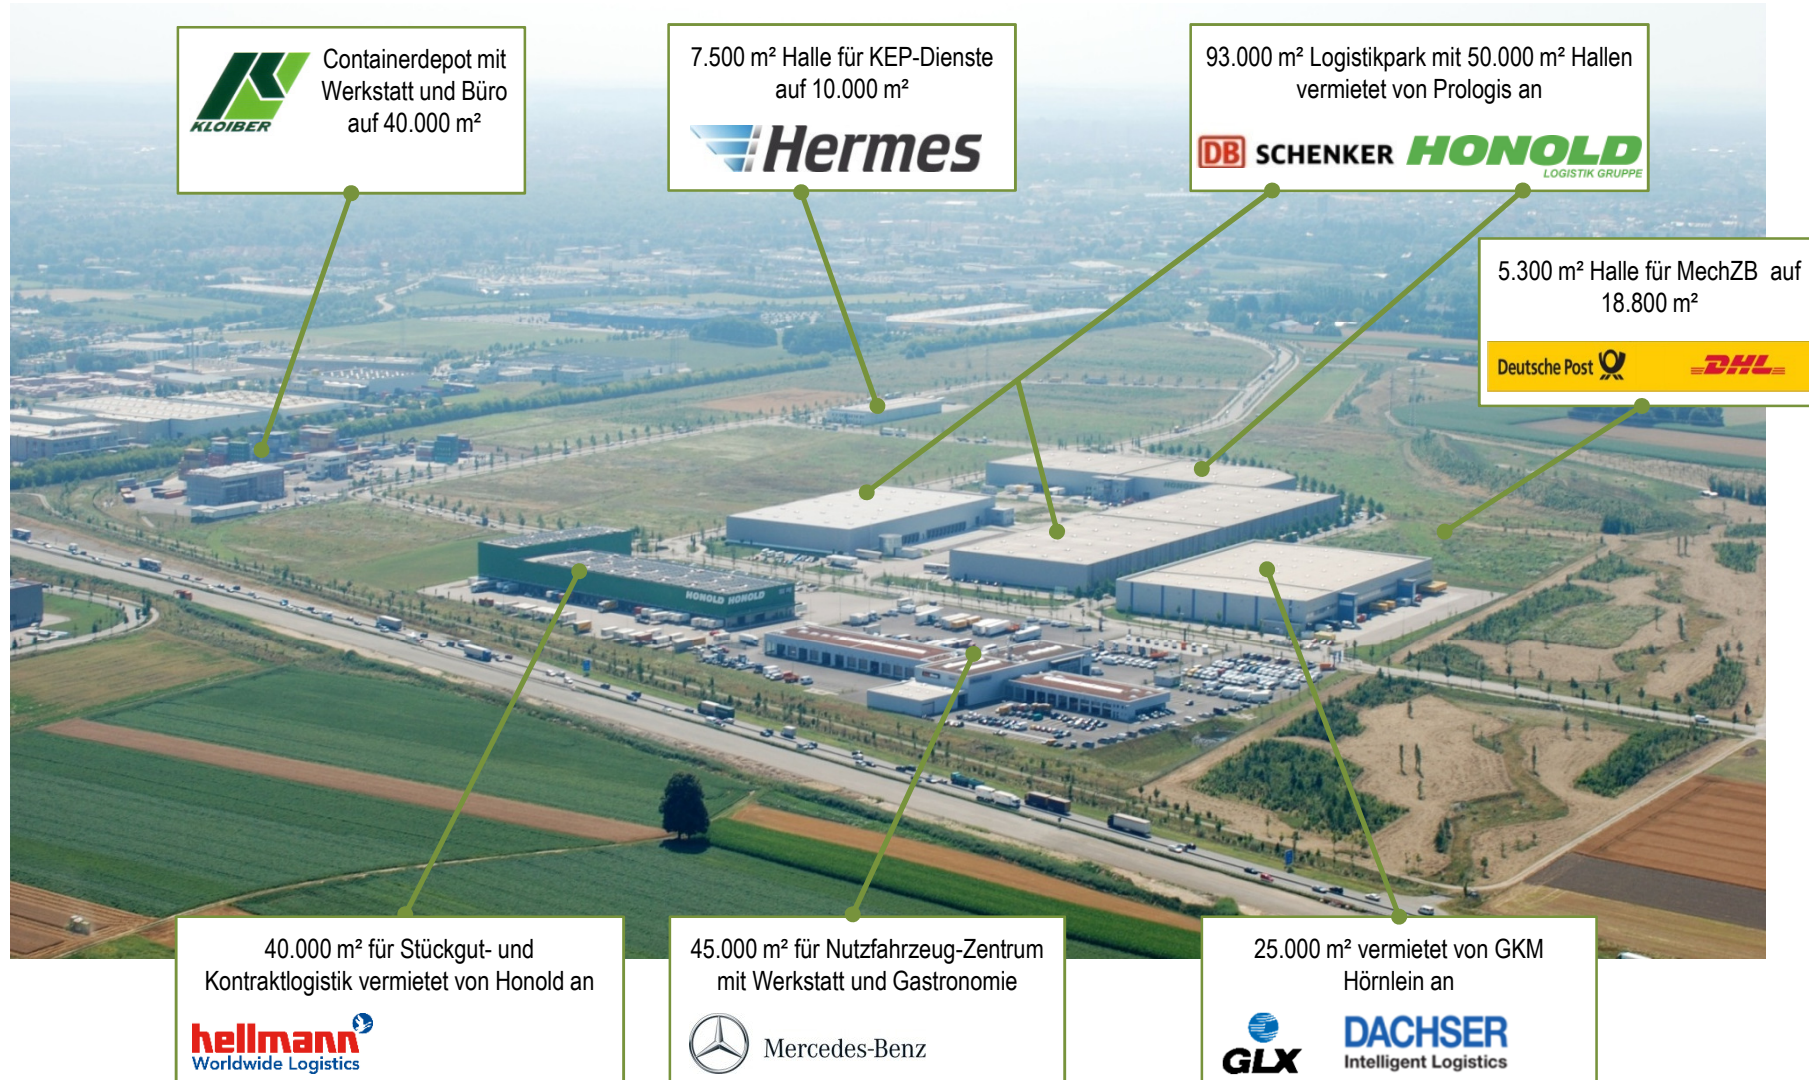 Containerdepot mit
Werkstatt und Büro
auf 40.000 m²
KLOIBER
7.500 m² Halle für KEP-Dienste
auf 10.000 m²
Hermes
93.000 m² Logistikpark mit 50.000 m² Hallen
vermietet von Prologis an
DB SCHENKER HONOLD
LOGISTIK GRUPPE
5.300 m² Halle für MechZB auf
18.800 m²
Deutsche Post DHL
HONOLD HONOLD
40.000 m² für Stückgut- und
Kontraktlogistik vermietet von Honold an
hellmann
Worldwide Logistics
45.000 m² für Nutzfahrzeug-Zentrum
mit Werkstatt und Gastronomie
Mercedes-Benz
25.000 m² vermietet von GKM
Hörnlein an
GLX
DACHSER
Intelligent Logistics